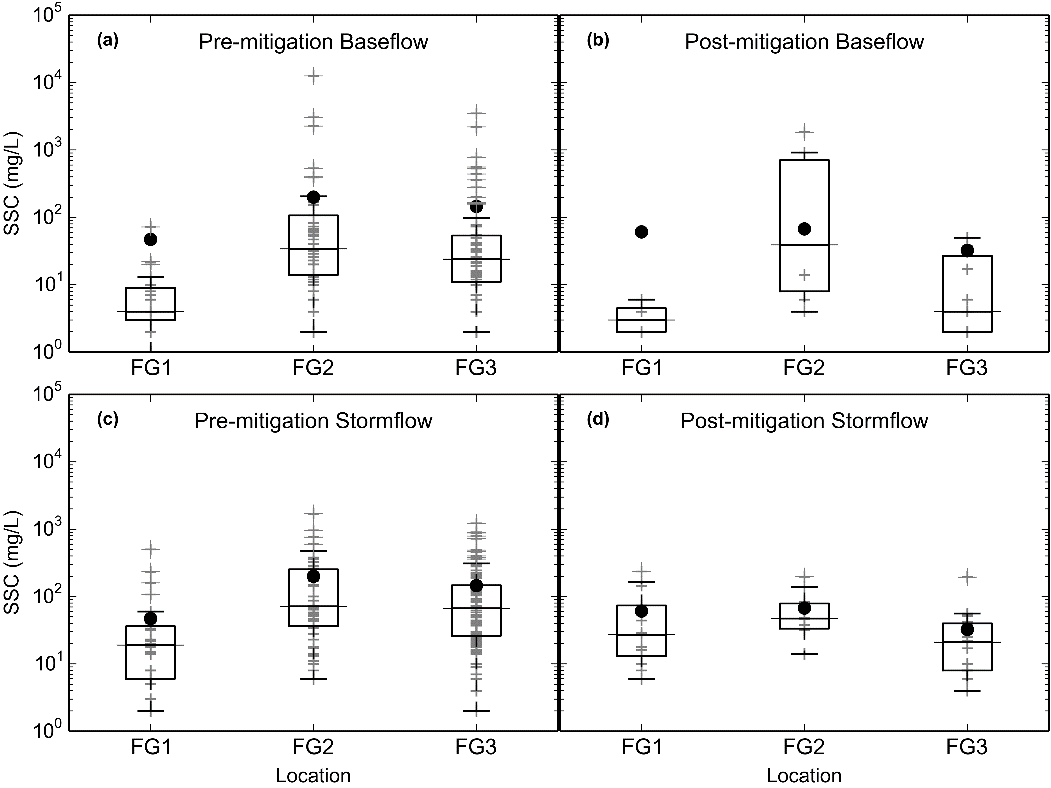 (a) Pre-mitigation Baseflow
(b) Post-mitigation Baseflow
SSC (mg/L)
10^5
10^4
10^3
10^2
10^1
10^0
FG1 FG2 FG3
FG1 FG2 FG3
(c) Pre-mitigation Stormflow
(d) Post-mitigation Stormflow
SSC (mg/L)
10^5
10^4
10^3
10^2
10^1
10^0
FG1 FG2 FG3
FG1 FG2 FG3
Location
Location